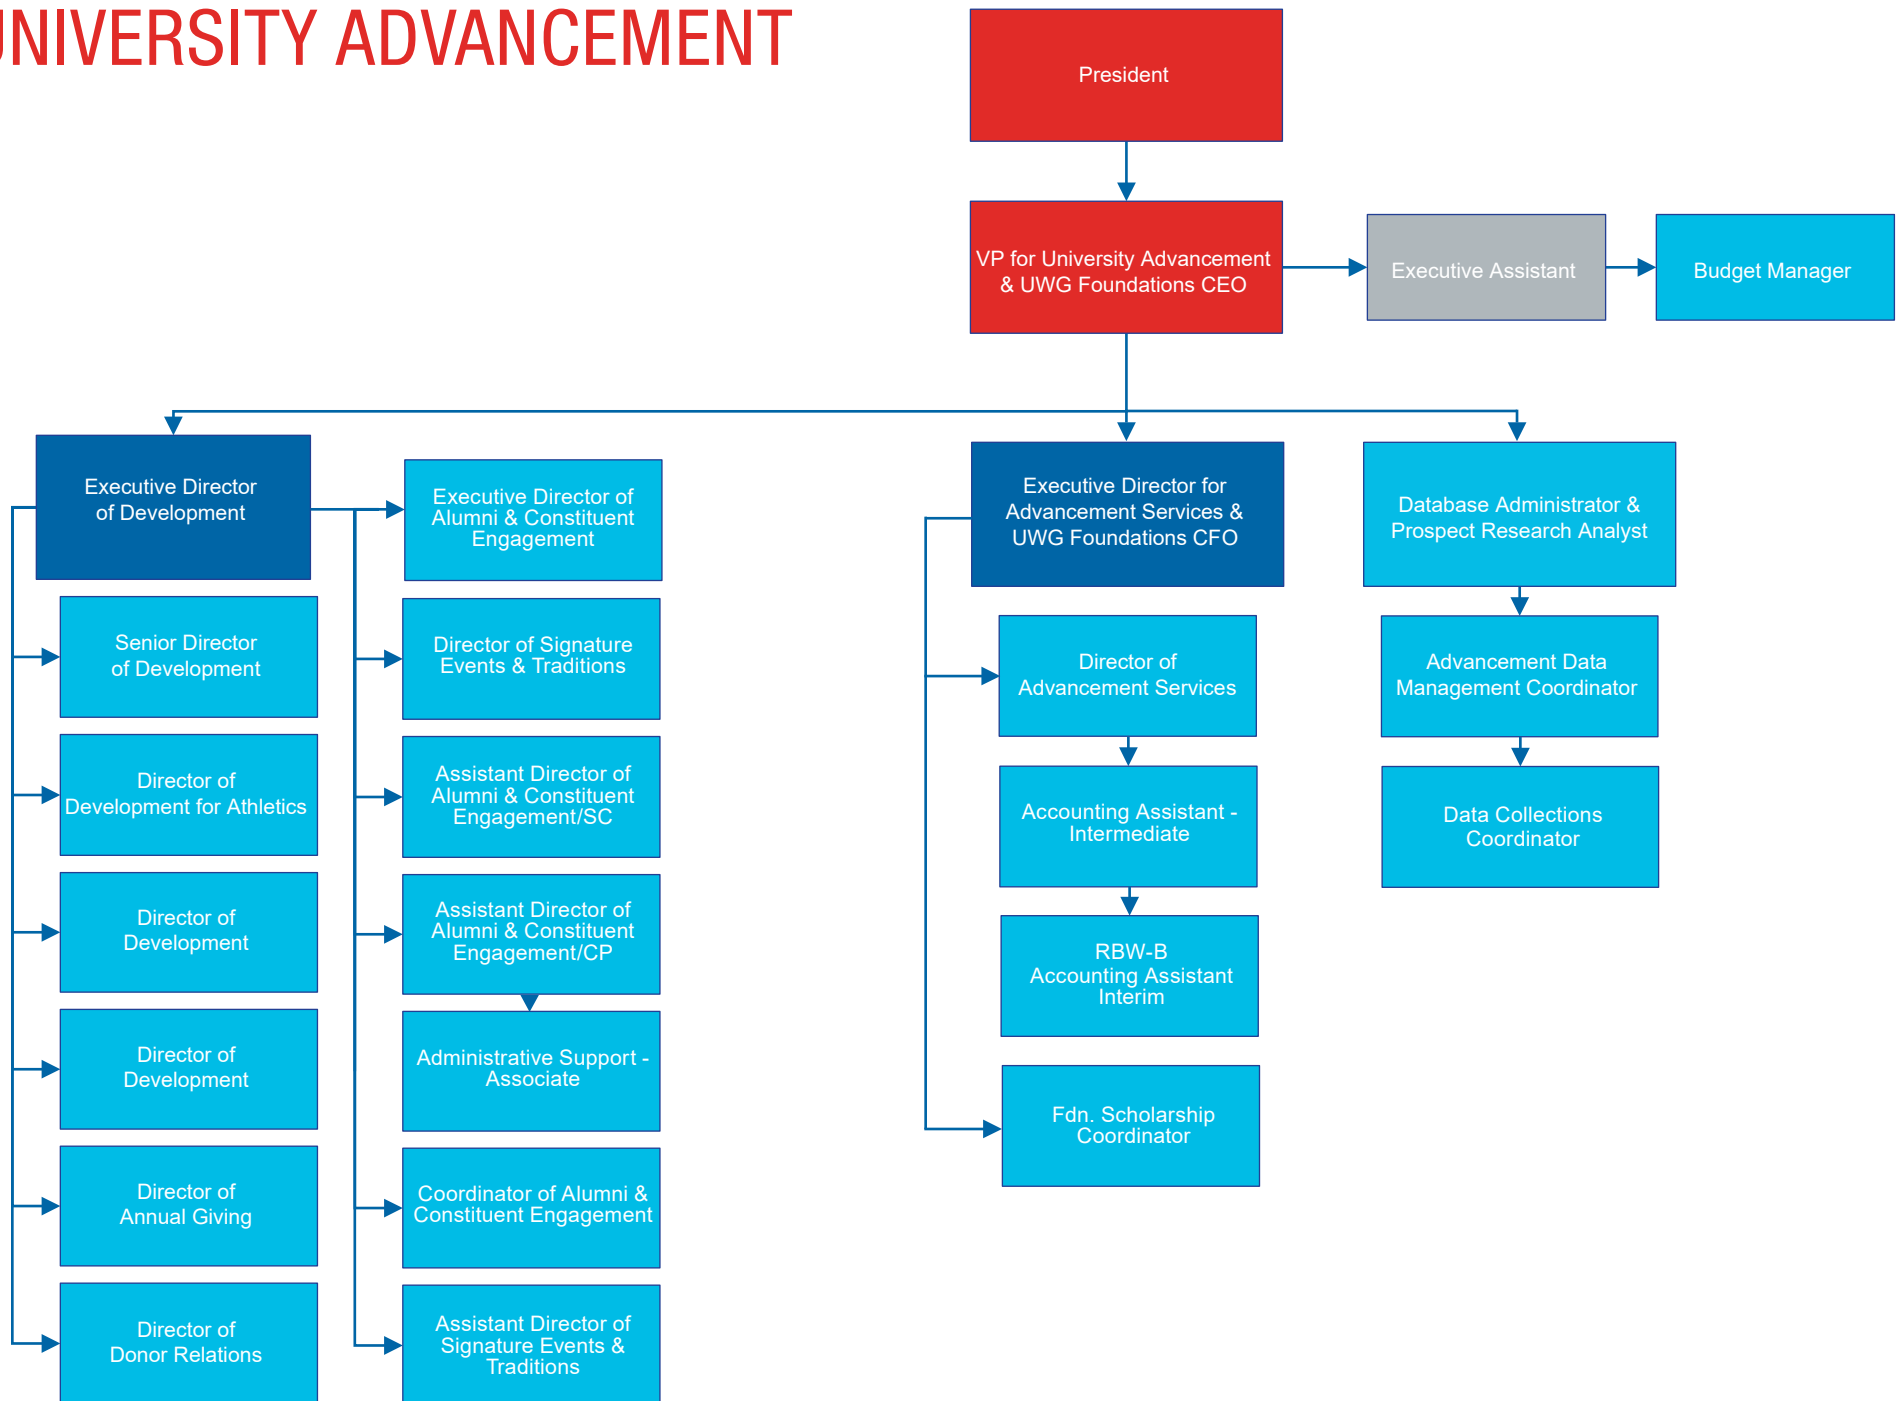 UNIVERSITY ADVANCEMENT
President
VP for University Advancement
& UWG Foundations CEO
Executive Assistant
Budget Manager
Executive Director
of Development
Senior Director
of Development
Director of
Development for Athletics
Director of
Development
Director of
Development
Director of
Annual Giving
Director of
Donor Relations
Executive Director of
Alumni & Constituent
Engagement
Director of Signature
Events & Traditions
Assistant Director of
Alumni & Constituent
Engagement/SC
Assistant Director of
Alumni & Constituent
Engagement/CP
Administrative Support -
Associate
Coordinator of Alumni &
Constituent Engagement
Assistant Director of
Signature Events &
Traditions
Executive Director for
Advancement Services &
UWG Foundations CFO
Director of
Advancement Services
Accounting Assistant -
Intermediate
RBW-B
Accounting Assistant
Interim
Fdn. Scholarship
Coordinator
Database Administrator &
Prospect Research Analyst
Advancement Data
Management Coordinator
Data Collections
Coordinator